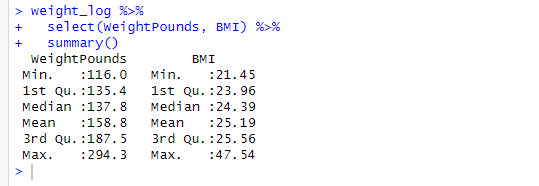 > weight_log %>%
+   select(WeightPounds, BMI) %>%
+   summary()
  WeightPounds        BMI
 Min.   :116.0   Min.   :21.45
 1st Qu.:135.4   1st Qu.:23.96
 Median :137.8   Median :24.39
 Mean   :158.8   Mean   :25.19
 3rd Qu.:187.5   3rd Qu.:25.56
 Max.   :294.3   Max.   :47.54
>